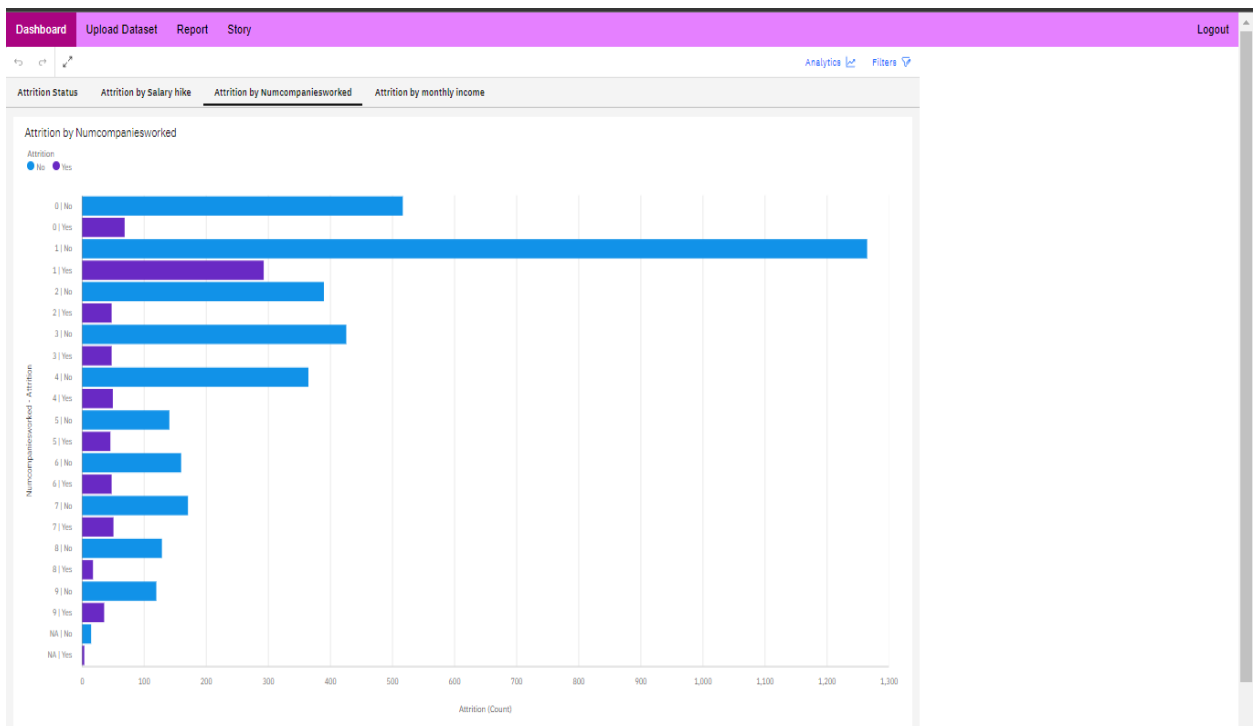 Dashboard Upload Dataset Report Story Logout
Analytics Filters
Attrition Status Attrition by Salary hike Attrition by Numcompaniesworked Attrition by monthly income
Attrition by Numcompaniesworked
Attrition
No Yes
0 | No
0 | Yes
1 | No
1 | Yes
2 | No
2 | Yes
3 | No
3 | Yes
4 | No
4 | Yes
5 | No
5 | Yes
6 | No
6 | Yes
7 | No
7 | Yes
8 | No
8 | Yes
9 | No
9 | Yes
NA | No
NA | Yes
Numcompaniesworked - Attrition
0 100 200 300 400 500 600 700 800 900 1,000 1,100 1,200 1,300
Attrition (Count)